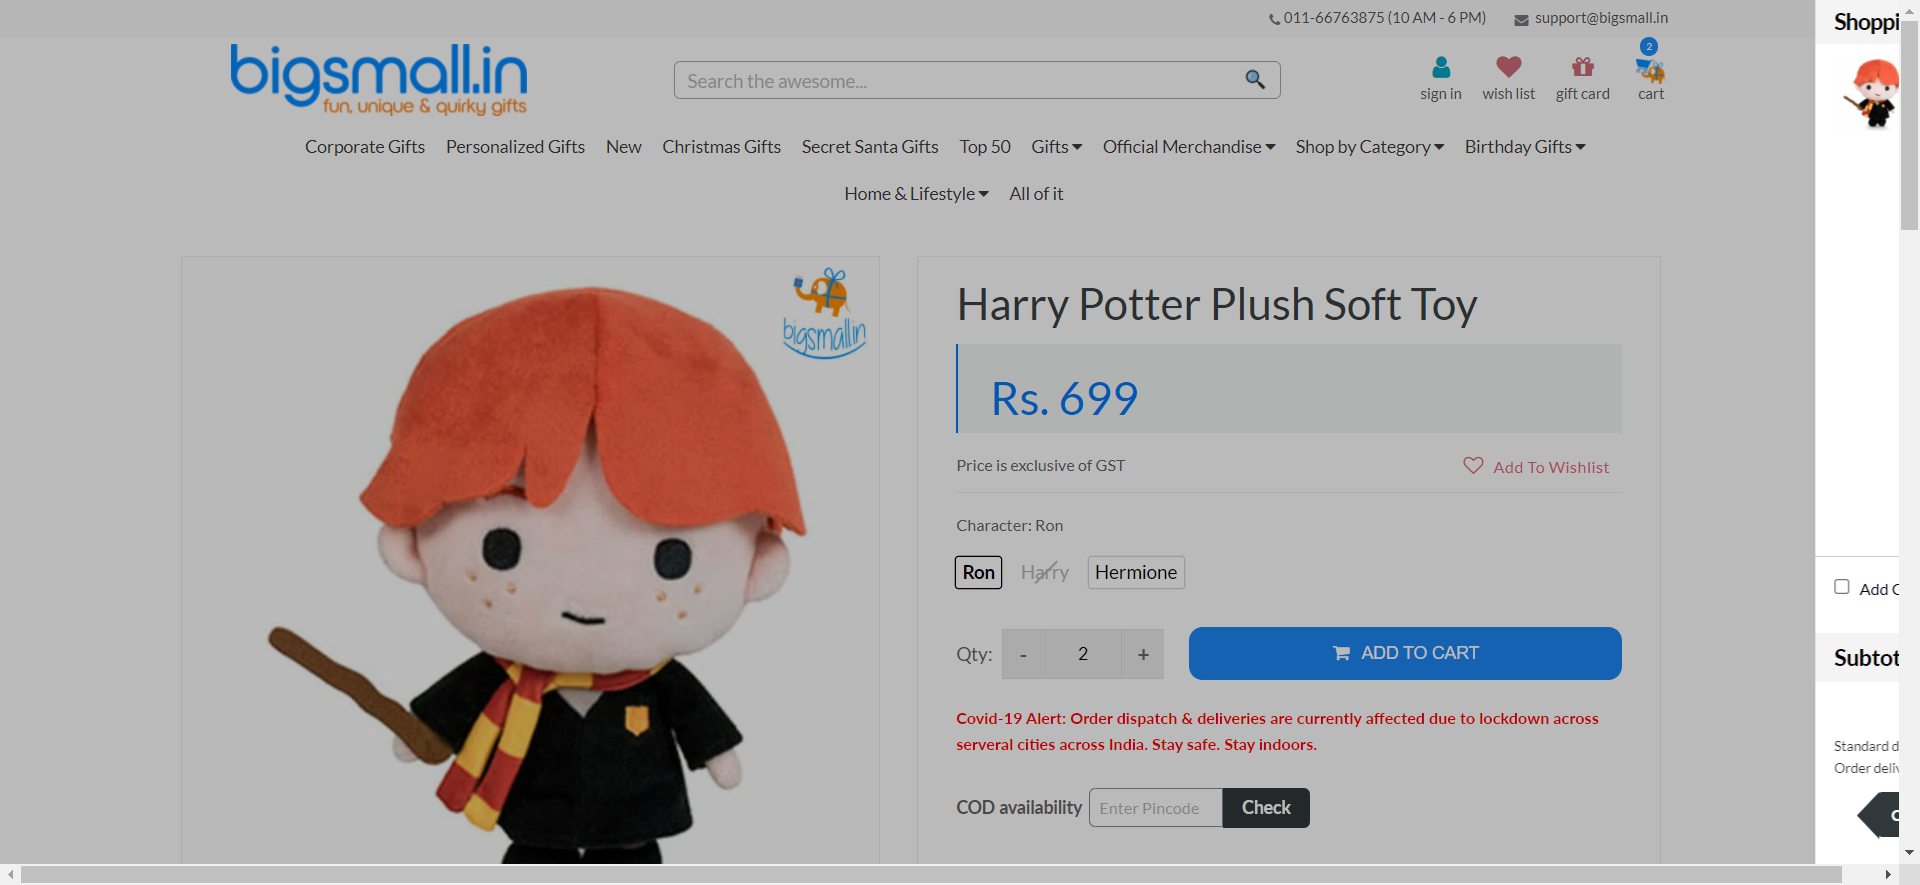 011-66763875 (10 AM - 6 PM) support@bigsmall.in
bigsmall.in
fun, unique & quirky gifts
Search the awesome...
sign in
wish list
gift card
2
cart
Corporate Gifts Personalized Gifts New Christmas Gifts Secret Santa Gifts Top 50 Gifts Official Merchandise Shop by Category Birthday Gifts
Home & Lifestyle All of it
bigsmall.in
Harry Potter Plush Soft Toy
Rs. 699
Price is exclusive of GST
Add To Wishlist
Character: Ron
Ron Harry Hermione
Qty: - 2 + ADD TO CART
Covid-19 Alert: Order dispatch & deliveries are currently affected due to lockdown across
serveral cities across India. Stay safe. Stay indoors.
COD availability Enter Pincode Check
Shoppi
Add
Subtot
Standard d
Order deliv